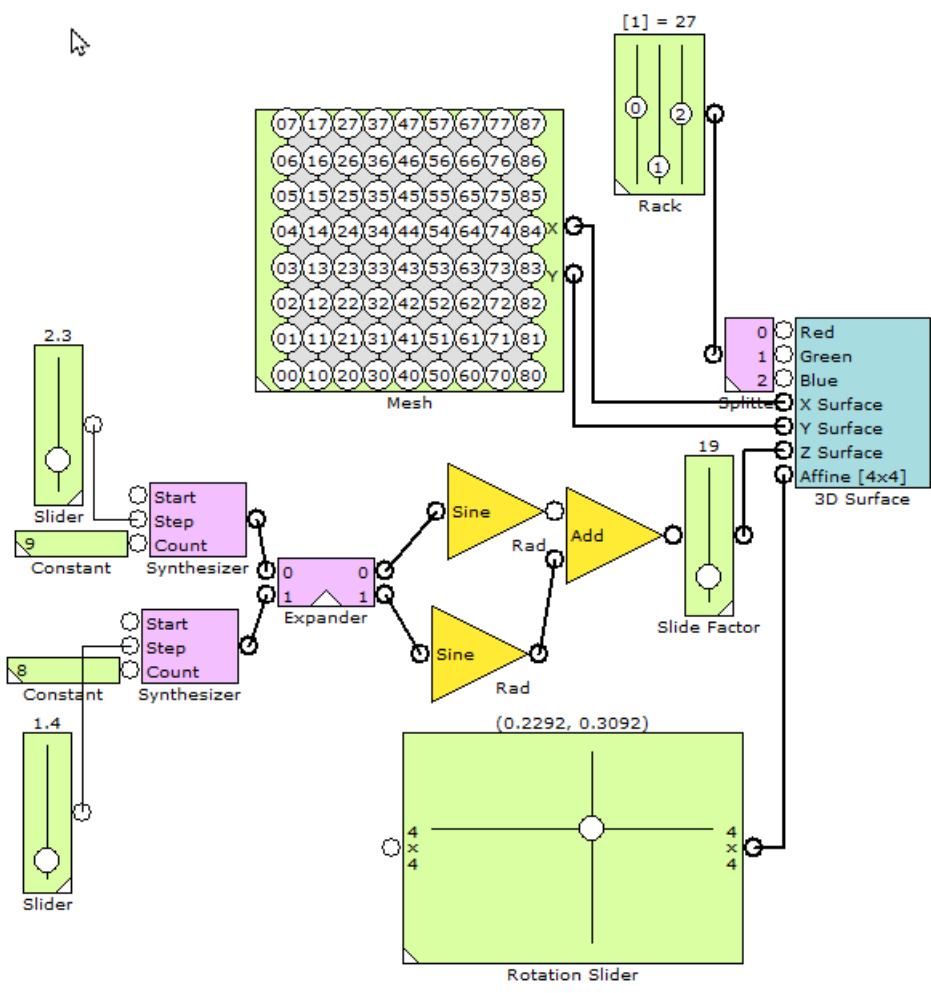 [1] = 27
0
2
1
Rack
07 17 27 37 47 57 67 77 87
06 16 26 36 46 56 66 76 86
05 15 25 35 45 55 65 75 85
04 14 24 34 44 54 64 74 84
X
03 13 23 33 43 53 63 73 83
Y
02 12 22 32 42 52 62 72 82
01 11 21 31 41 51 61 71 81
00 10 20 30 40 50 60 70 80
Mesh
0
1
2
Red
Green
Blue
X Surface
Y Surface
Z Surface
Affine [4x4]
3D Surface
2.3
Slider
9
Constant
Start
Step
Count
Synthesizer
8
Constant
Start
Step
Count
Synthesizer
1.4
Slider
0 0
1 1
Expander
Sine
Rad
Sine
Rad
Add
19
Slide Factor
(0.2292, 0.3092)
4 4
x x
4 4
Rotation Slider